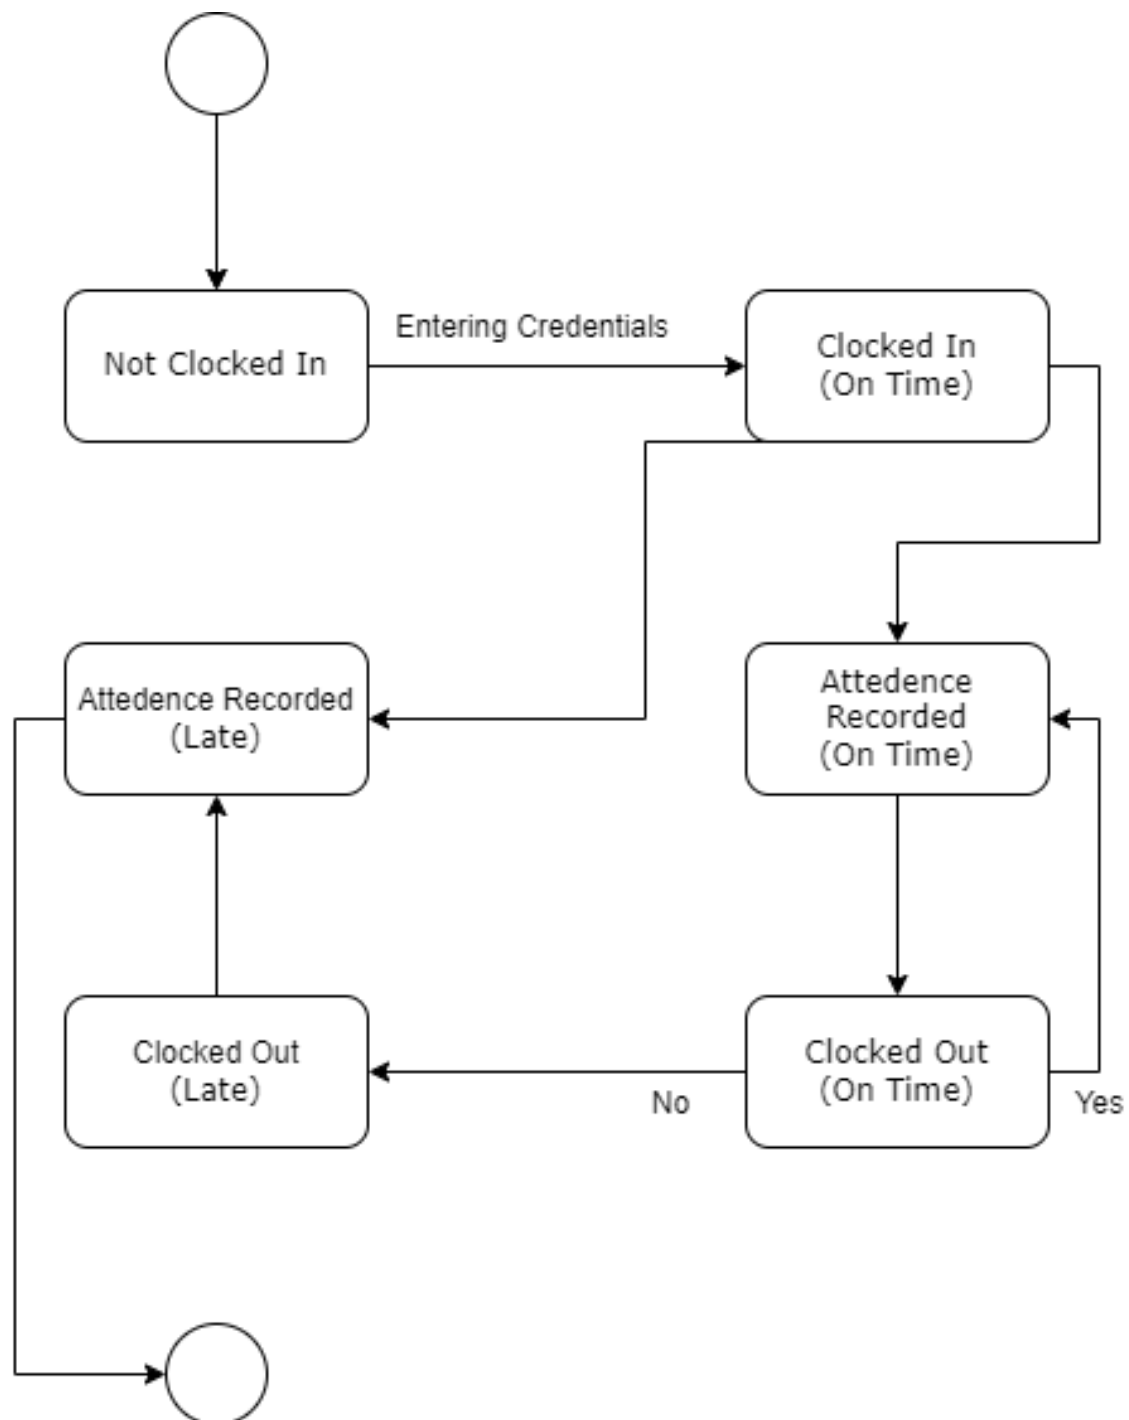 Not Clocked In
Entering Credentials
Clocked In
(On Time)
Attedence Recorded
(Late)
Attedence
Recorded
(On Time)
Clocked Out
(Late)
No
Clocked Out
(On Time)
Yes